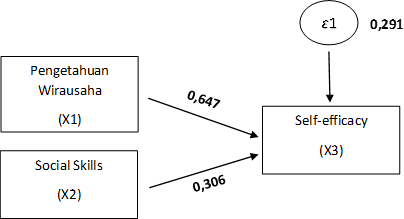 ε1
0,291
Pengetahuan
Wirausaha
(X1)
0,647
Self-efficacy
(X3)
Social Skills
(X2)
0,306